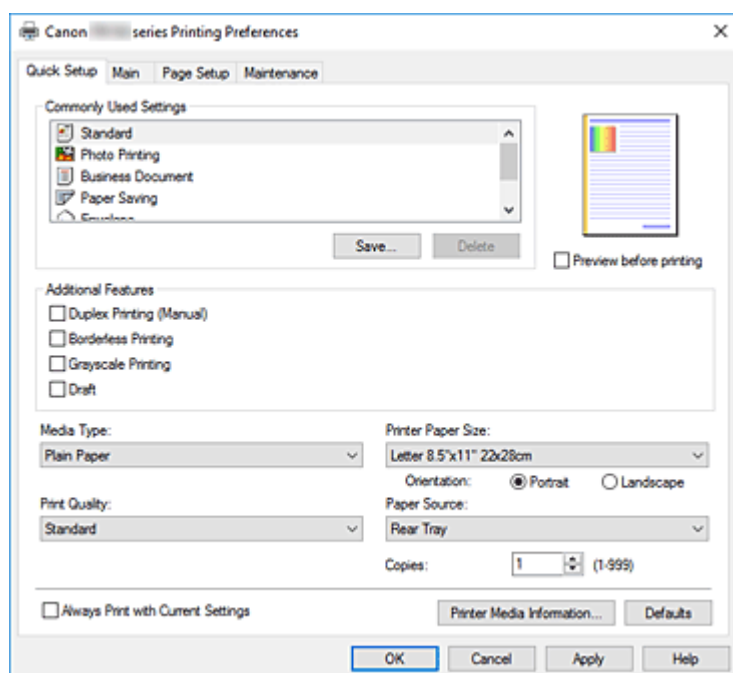 Canon series Printing Preferences
Quick Setup Main Page Setup Maintenance
Commonly Used Settings
Standard
Photo Printing
Business Document
Paper Saving
Envelope
Save... Delete
Preview before printing
Additional Features
Duplex Printing (Manual)
Borderless Printing
Grayscale Printing
Draft
Media Type: Printer Paper Size:
Plain Paper Letter 8.5"x11" 22x28cm
Orientation: Portrait Landscape
Print Quality: Paper Source:
Standard Rear Tray
Copies: 1 (1-999)
Always Print with Current Settings Printer Media Information... Defaults
OK Cancel Apply Help